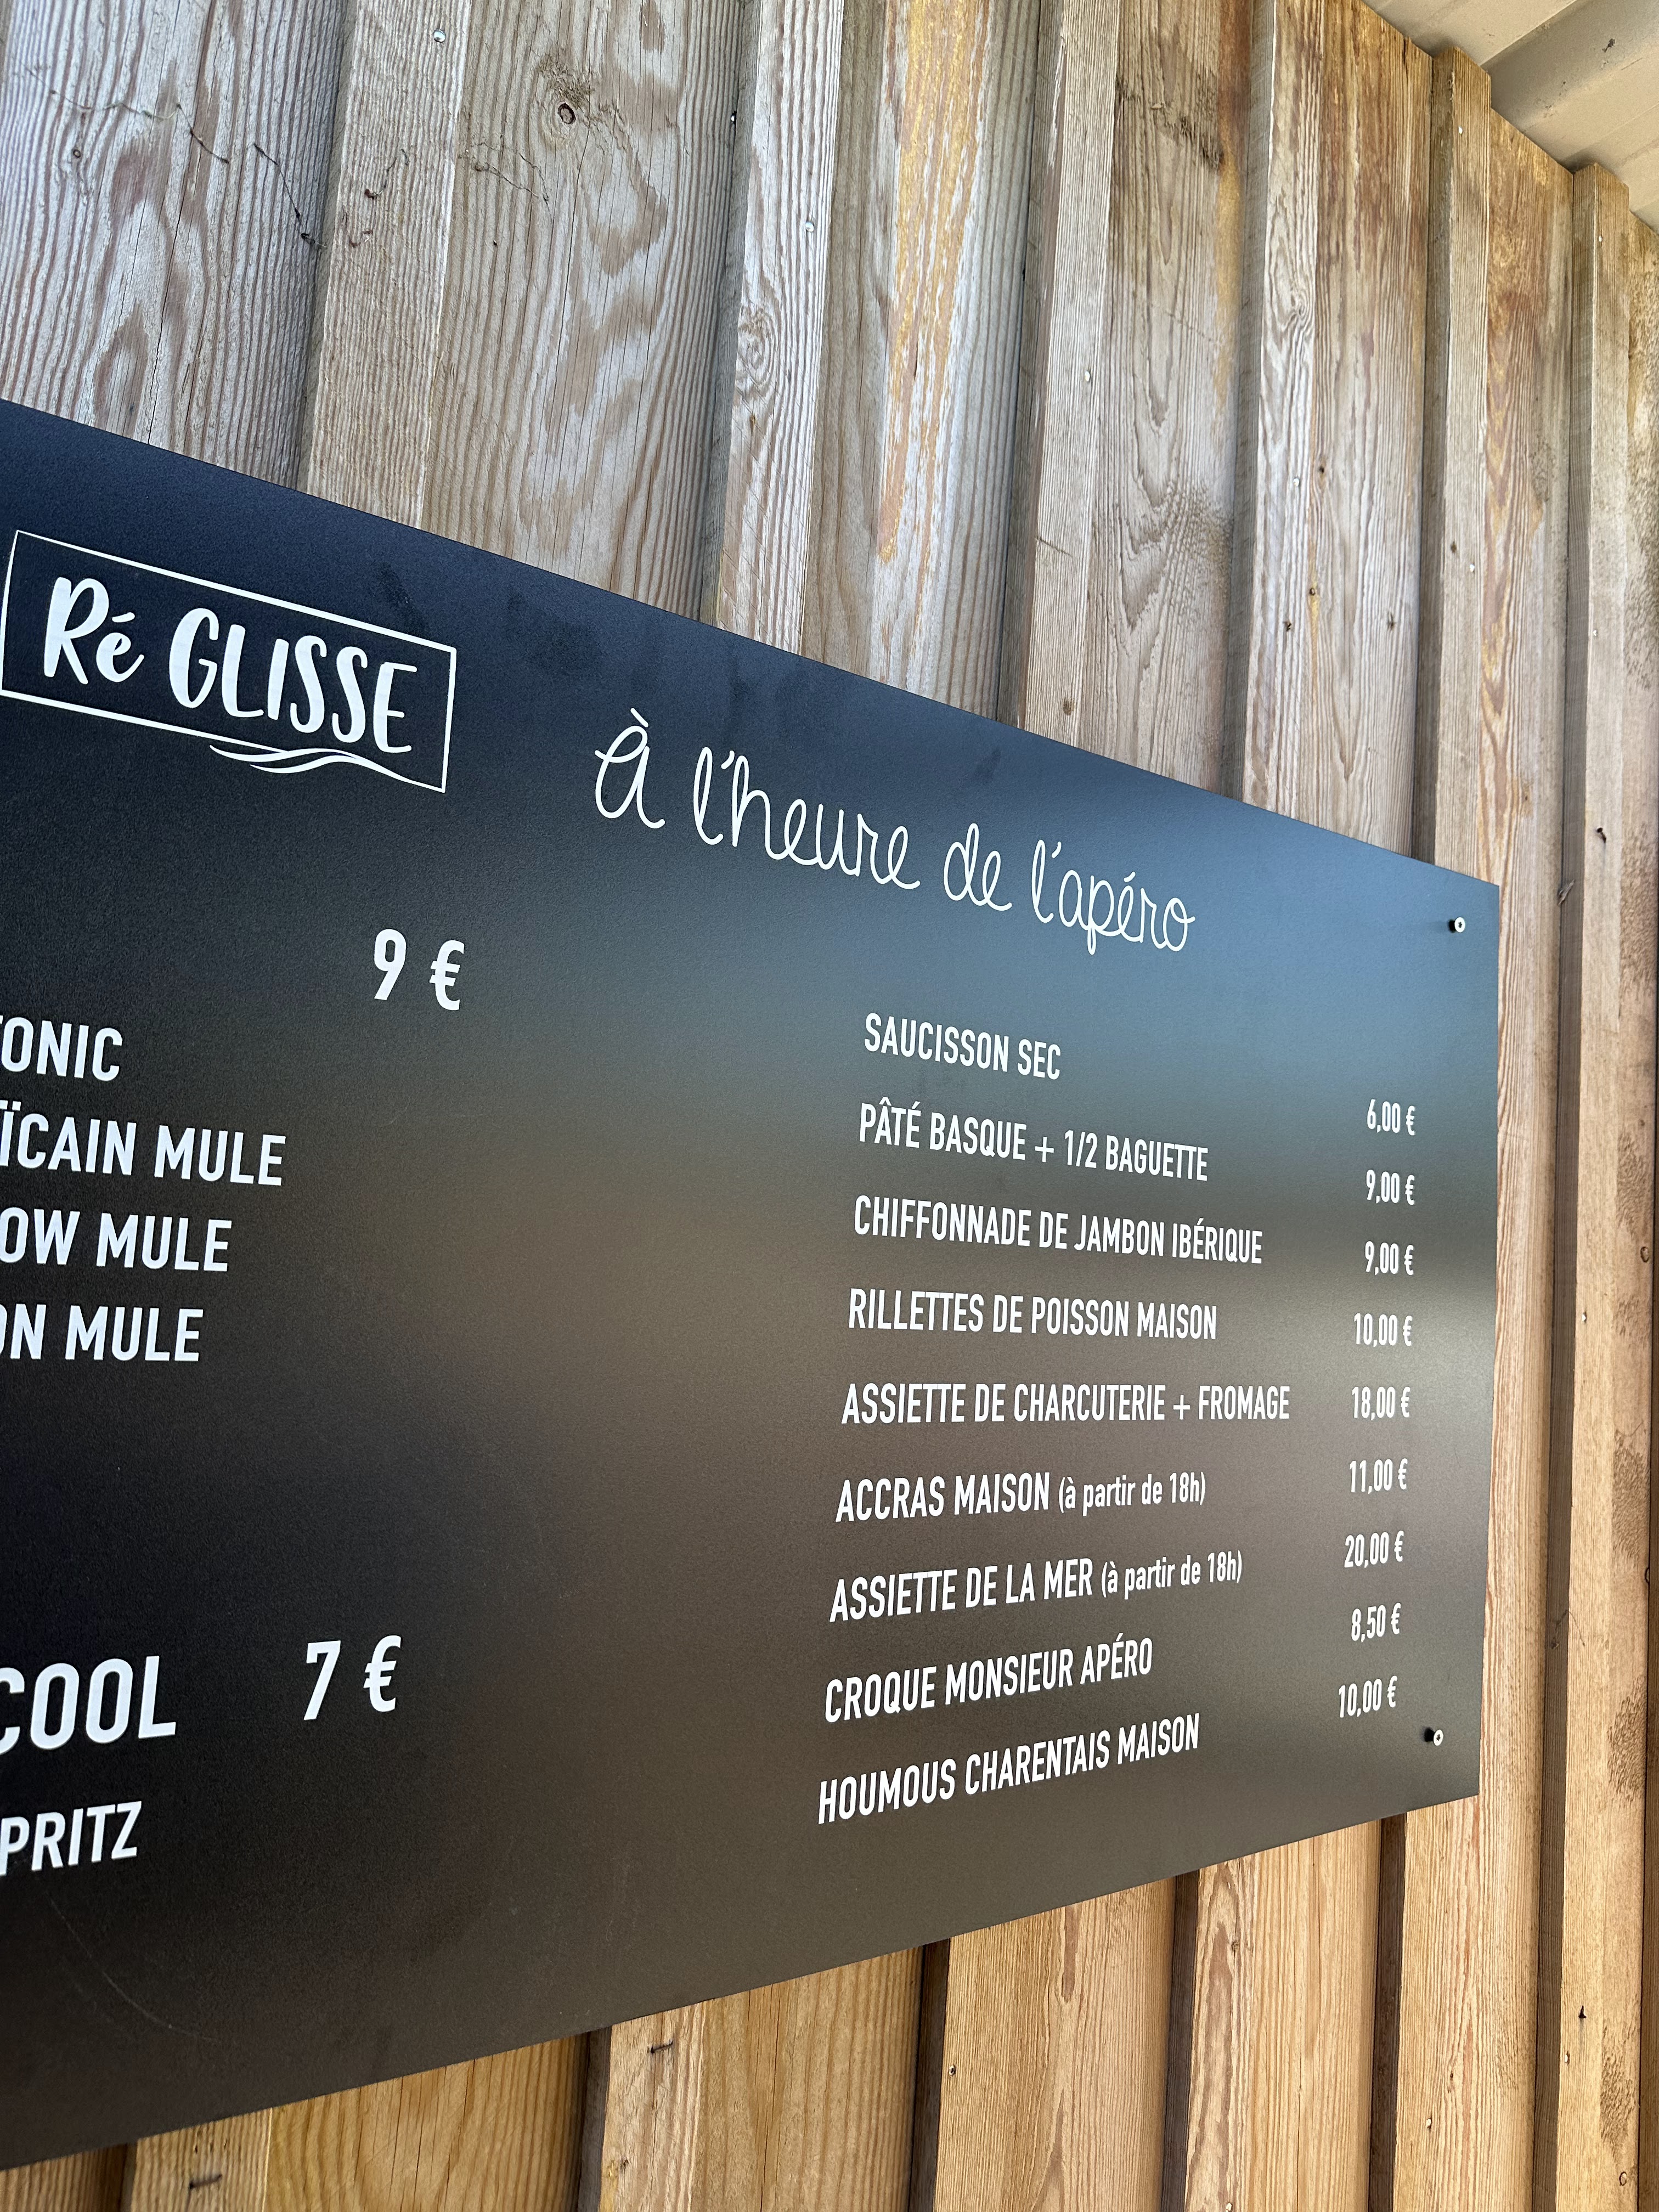 Ré GLISSE
À l'heure de l'apéro
9 €
TONIC
ÏCAIN MULE
OW MULE
ON MULE
COOL 7 €
PRITZ
SAUCISSON SEC 6,00 €
PÂTÉ BASQUE + 1/2 BAGUETTE 9,00 €
CHIFFONNADE DE JAMBON IBÉRIQUE 9,00 €
RILLETTES DE POISSON MAISON 10,00 €
ASSIETTE DE CHARCUTERIE + FROMAGE 18,00 €
ACCRAS MAISON (à partir de 18h) 11,00 €
ASSIETTE DE LA MER (à partir de 18h) 20,00 €
CROQUE MONSIEUR APÉRO 8,50 €
HOUMOUS CHARENTAIS MAISON 10,00 €